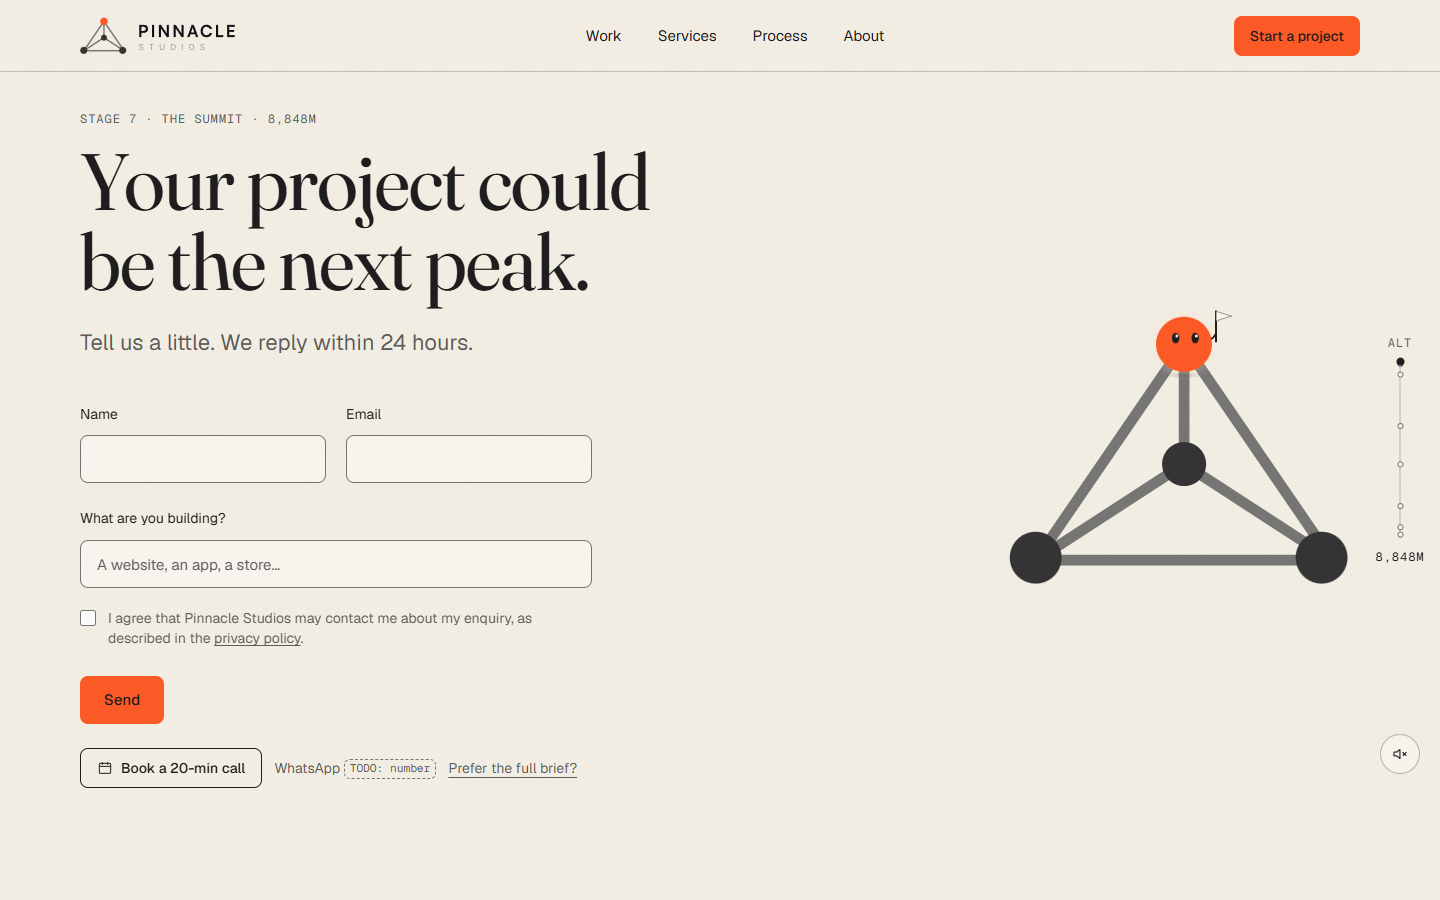 PINNACLE
STUDIOS
Work Services Process About
Start a project
STAGE 7 · THE SUMMIT · 8,848M
Your project could
be the next peak.
Tell us a little. We reply within 24 hours.
Name
Email
What are you building?
A website, an app, a store...
I agree that Pinnacle Studios may contact me about my enquiry, as
described in the privacy policy.
Send
Book a 20-min call
WhatsApp TODO: number
Prefer the full brief?
ALT
8,848M